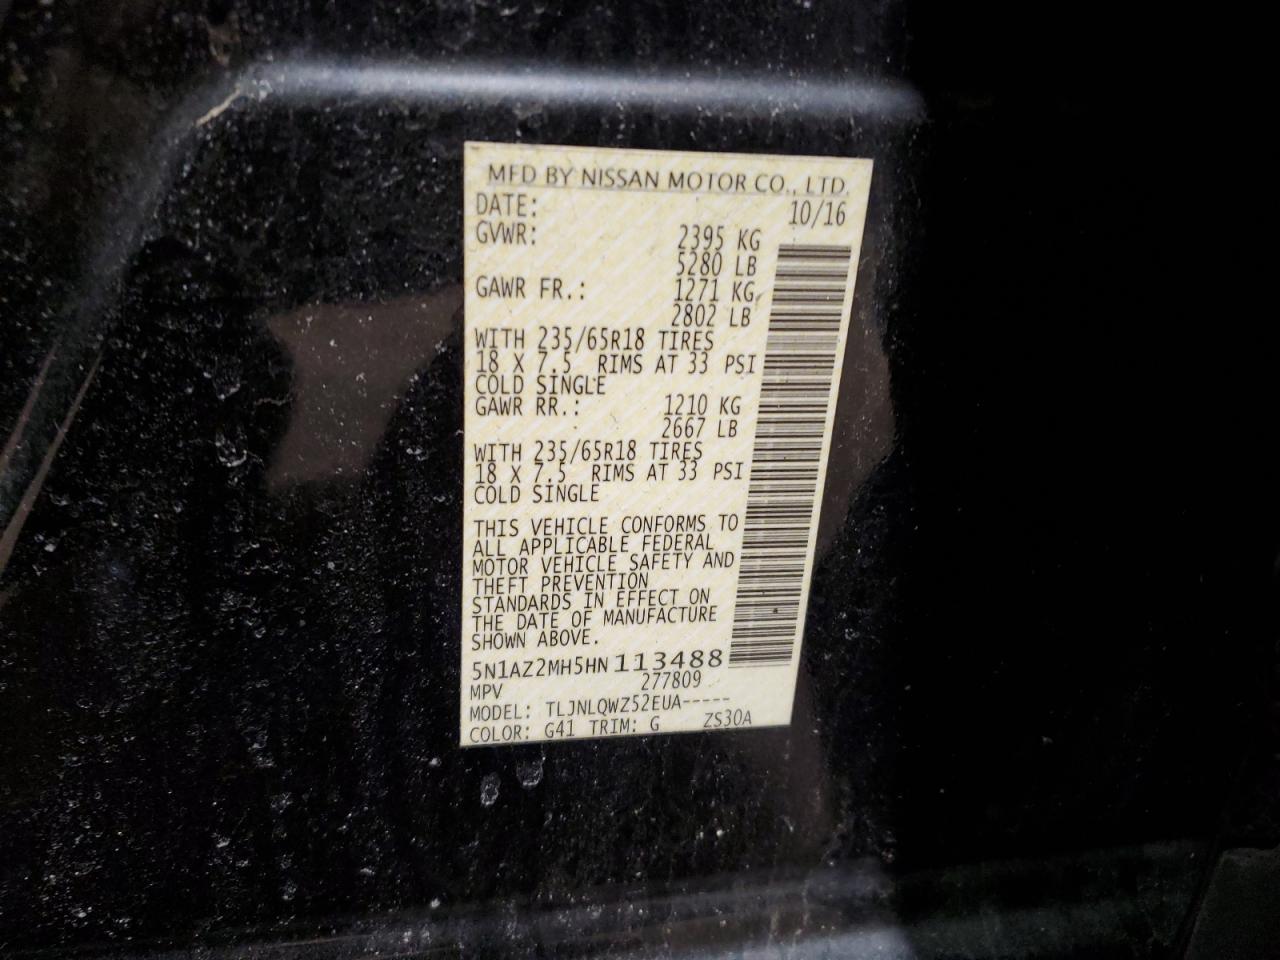 MFD BY NISSAN MOTOR CO., LTD.
DATE: 10/16
GVWR: 2395 KG
5280 LB
GAWR FR.: 1271 KG
2802 LB
WITH 235/65R18 TIRES
18 X 7.5 RIMS AT 33 PSI
COLD SINGLE
GAWR RR.: 1210 KG
2667 LB
WITH 235/65R18 TIRES
18 X 7.5 RIMS AT 33 PSI
COLD SINGLE
THIS VEHICLE CONFORMS TO
ALL APPLICABLE FEDERAL
MOTOR VEHICLE SAFETY AND
THEFT PREVENTION
STANDARDS IN EFFECT ON
THE DATE OF MANUFACTURE
SHOWN ABOVE.
5N1AZ2MH5HN113488
MPV 277809
MODEL: TLJNLQWZ52EUA-----
COLOR: G41 TRIM: G ZS30A